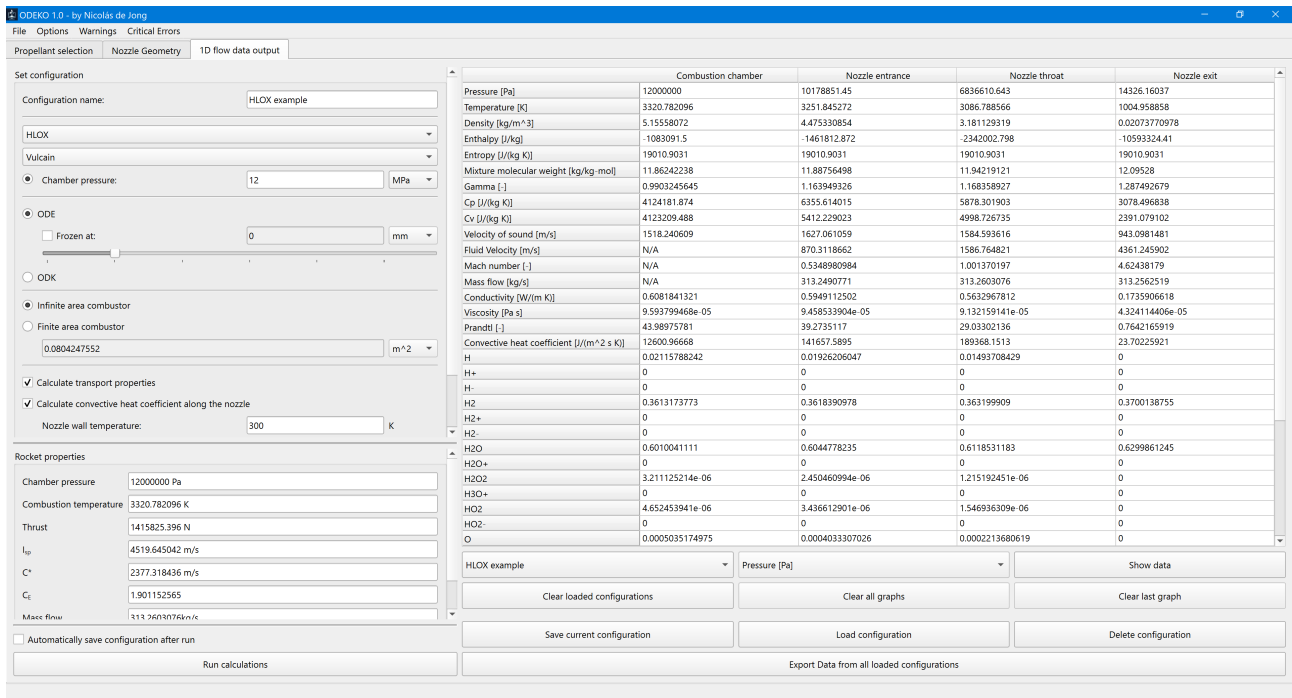 ODEKO 1.0 - by Nicolás de Jong
File Options Warnings Critical Errors
Propellant selection Nozzle Geometry 1D flow data output
Set configuration
Configuration name: HLOX example
HLOX
Vulcain
Chamber pressure: 12 MPa
ODE
Frozen at: 0 mm
ODK
Infinite area combustor
Finite area combustor
0.0804247552 m^2
Calculate transport properties
Calculate convective heat coefficient along the nozzle
Nozzle wall temperature: 300 K
Rocket properties
Chamber pressure 12000000 Pa
Combustion temperature 3320.782096 K
Thrust 1415825.396 N
Isp 4519.645042 m/s
C* 2377.318436 m/s
CE 1.901152565
Mass flow 313.2603076kg/s
Automatically save configuration after run
Run calculations
Combustion chamber Nozzle entrance Nozzle throat Nozzle exit
Pressure [Pa] 12000000 10178851.45 6836610.643 14326.16037
Temperature [K] 3320.782096 3251.845272 3086.788566 1004.958858
Density [kg/m^3] 5.15558072 4.475330854 3.181129319 0.02073770978
Enthalpy [J/kg] -1083091.5 -1461812.872 -2342002.798 -10593324.41
Entropy [J/(kg K)] 19010.9031 19010.9031 19010.9031 19010.9031
Mixture molecular weight [kg/kg-mol] 11.86242238 11.88756498 11.94219121 12.09528
Gamma [-] 0.9903245645 1.163949326 1.168358927 1.287492679
Cp [J/(kg K)] 4124181.874 6355.614015 5878.301903 3078.496838
Cv [J/(kg K)] 4123209.488 5412.229023 4998.726735 2391.079102
Velocity of sound [m/s] 1518.240609 1627.061059 1584.593616 943.0981481
Fluid Velocity [m/s] N/A 870.3118662 1586.764821 4361.245902
Mach number [-] N/A 0.5348980984 1.001370197 4.62438179
Mass flow [kg/s] N/A 313.2490771 313.2603076 313.2562519
Conductivity [W/(m K)] 0.6081841321 0.5949112502 0.5632967812 0.1735906618
Viscosity [Pa s] 9.593799468e-05 9.458533904e-05 9.132159141e-05 4.324114406e-05
Prandtl [-] 43.98975781 39.2735117 29.03302136 0.7642165919
Convective heat coefficient [J/(m^2 s K)] 12600.96668 141657.5895 189368.1513 23.70225921
H 0.02115788242 0.01926206047 0.01493708429 0
H+ 0 0 0 0
H- 0 0 0 0
H2 0.3613173773 0.3618390978 0.363199909 0.3700138755
H2+ 0 0 0 0
H2- 0 0 0 0
H2O 0.6010041111 0.6044778235 0.6118531183 0.6299861245
H2O+ 0 0 0 0
H2O2 3.211125214e-06 2.450460994e-06 1.215192451e-06 0
H3O+ 0 0 0 0
HO2 4.652453941e-06 3.436612901e-06 1.546936309e-06 0
HO2- 0 0 0 0
O 0.0005035174975 0.0004033307026 0.0002213680619 0
HLOX example Pressure [Pa] Show data
Clear loaded configurations Clear all graphs Clear last graph
Save current configuration Load configuration Delete configuration
Export Data from all loaded configurations